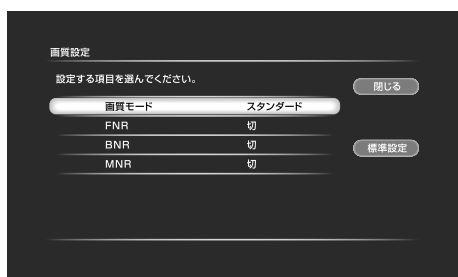 画質設定
設定する項目を選んでください。
閉じる
画質モード スタンダード
FNR 切
BNR 切
標準設定
MNR 切